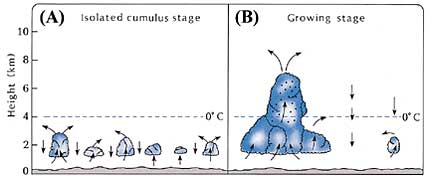 (A) Isolated cumulus stage
(B) Growing stage
Height (km)
10
8
6
4
2
0
0°C
0°C